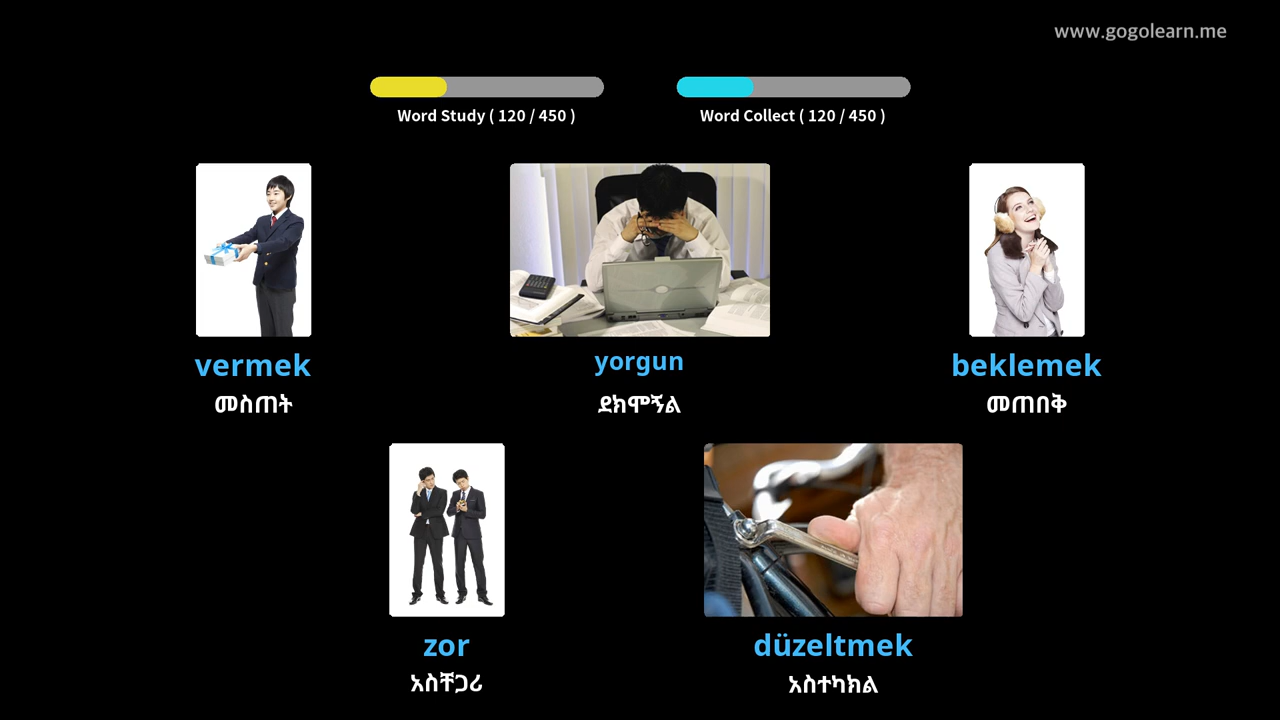 www.gogolearn.me
Word Study ( 120 / 450 )
Word Collect ( 120 / 450 )
vermek
መስጠት
yorgun
ደክሞኝል
beklemek
መጠበቅ
zor
አስቸጋሪ
düzeltmek
አስተካክል